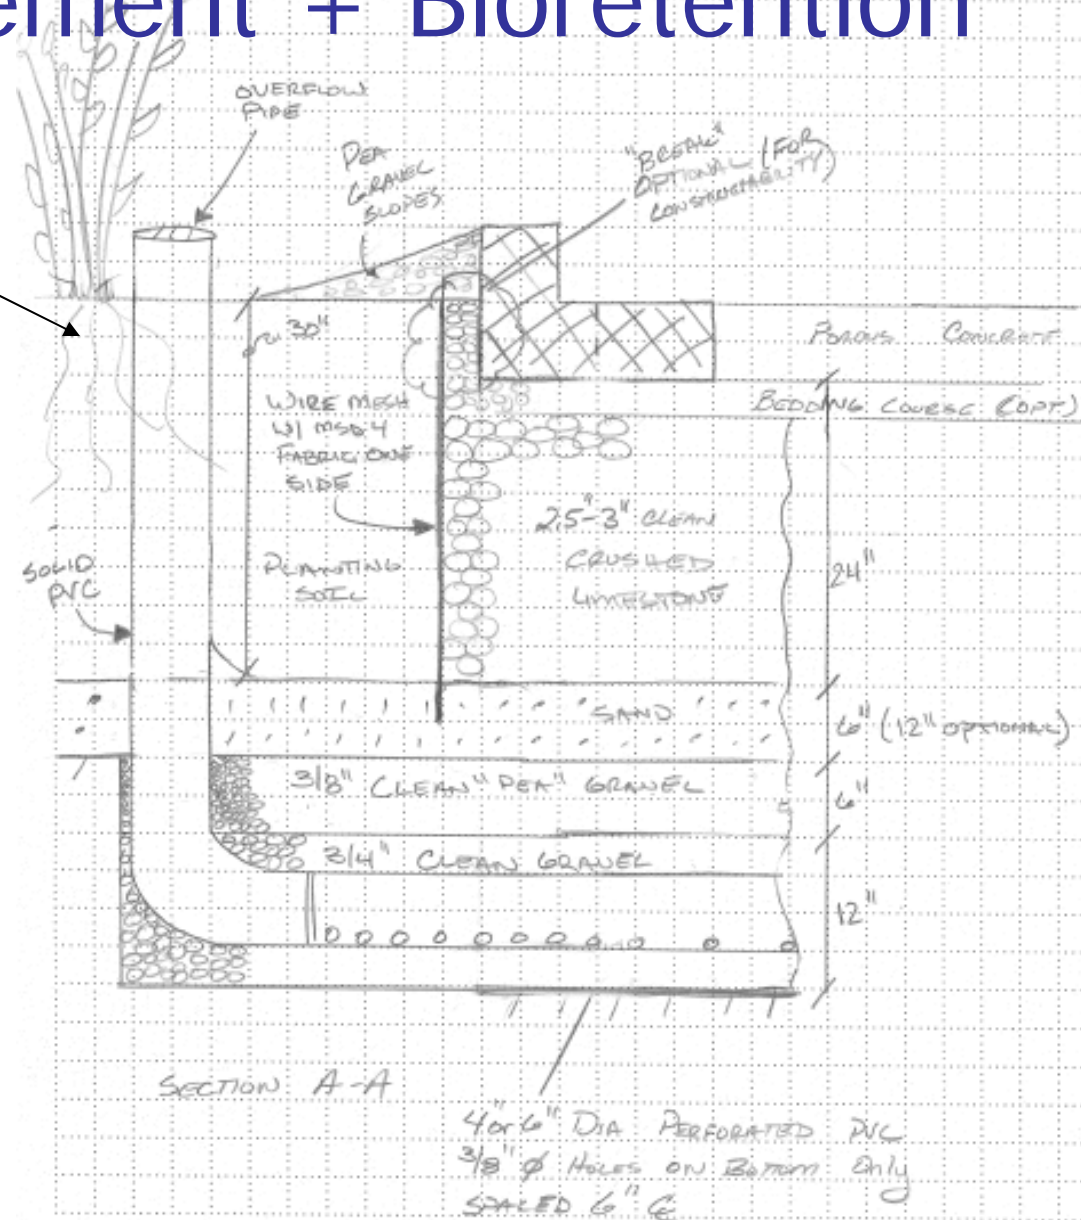 ement + Bioretention
OVERFLOW
PIPE
PEA
GRAVEL
SLOPES
"BREAK"
OPTIONAL (FOR
CONSTRUCTABILITY)
30"
POROUS CONCRETE
BEDDING COURSE (OPT)
WIRE MESH
W/
FABRIC ONE
SIDE
2.5"-3" CLEAN
CRUSHED
LIMESTONE
24"
SOLID
PVC
PLANTING
SOIL
SAND
6" (12" OPTIONAL)
3/8" CLEAN "PEA" GRAVEL
6"
3/4" CLEAN GRAVEL
12"
SECTION A-A
4" or 6" DIA PERFORATED PVC
3/8" Ø HOLES ON BOTTOM Only
SPACED 6" C